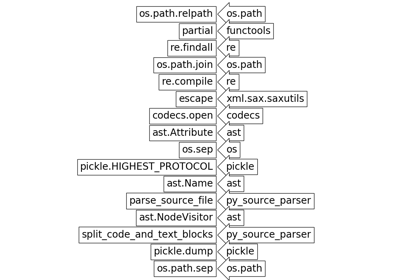 os.path.relpath os.path
partial functools
re.findall re
os.path.join os.path
re.compile re
escape xml.sax.saxutils
codecs.open codecs
ast.Attribute ast
os.sep os
pickle.HIGHEST_PROTOCOL pickle
ast.Name ast
parse_source_file py_source_parser
ast.NodeVisitor ast
split_code_and_text_blocks py_source_parser
pickle.dump pickle
os.path.sep os.path